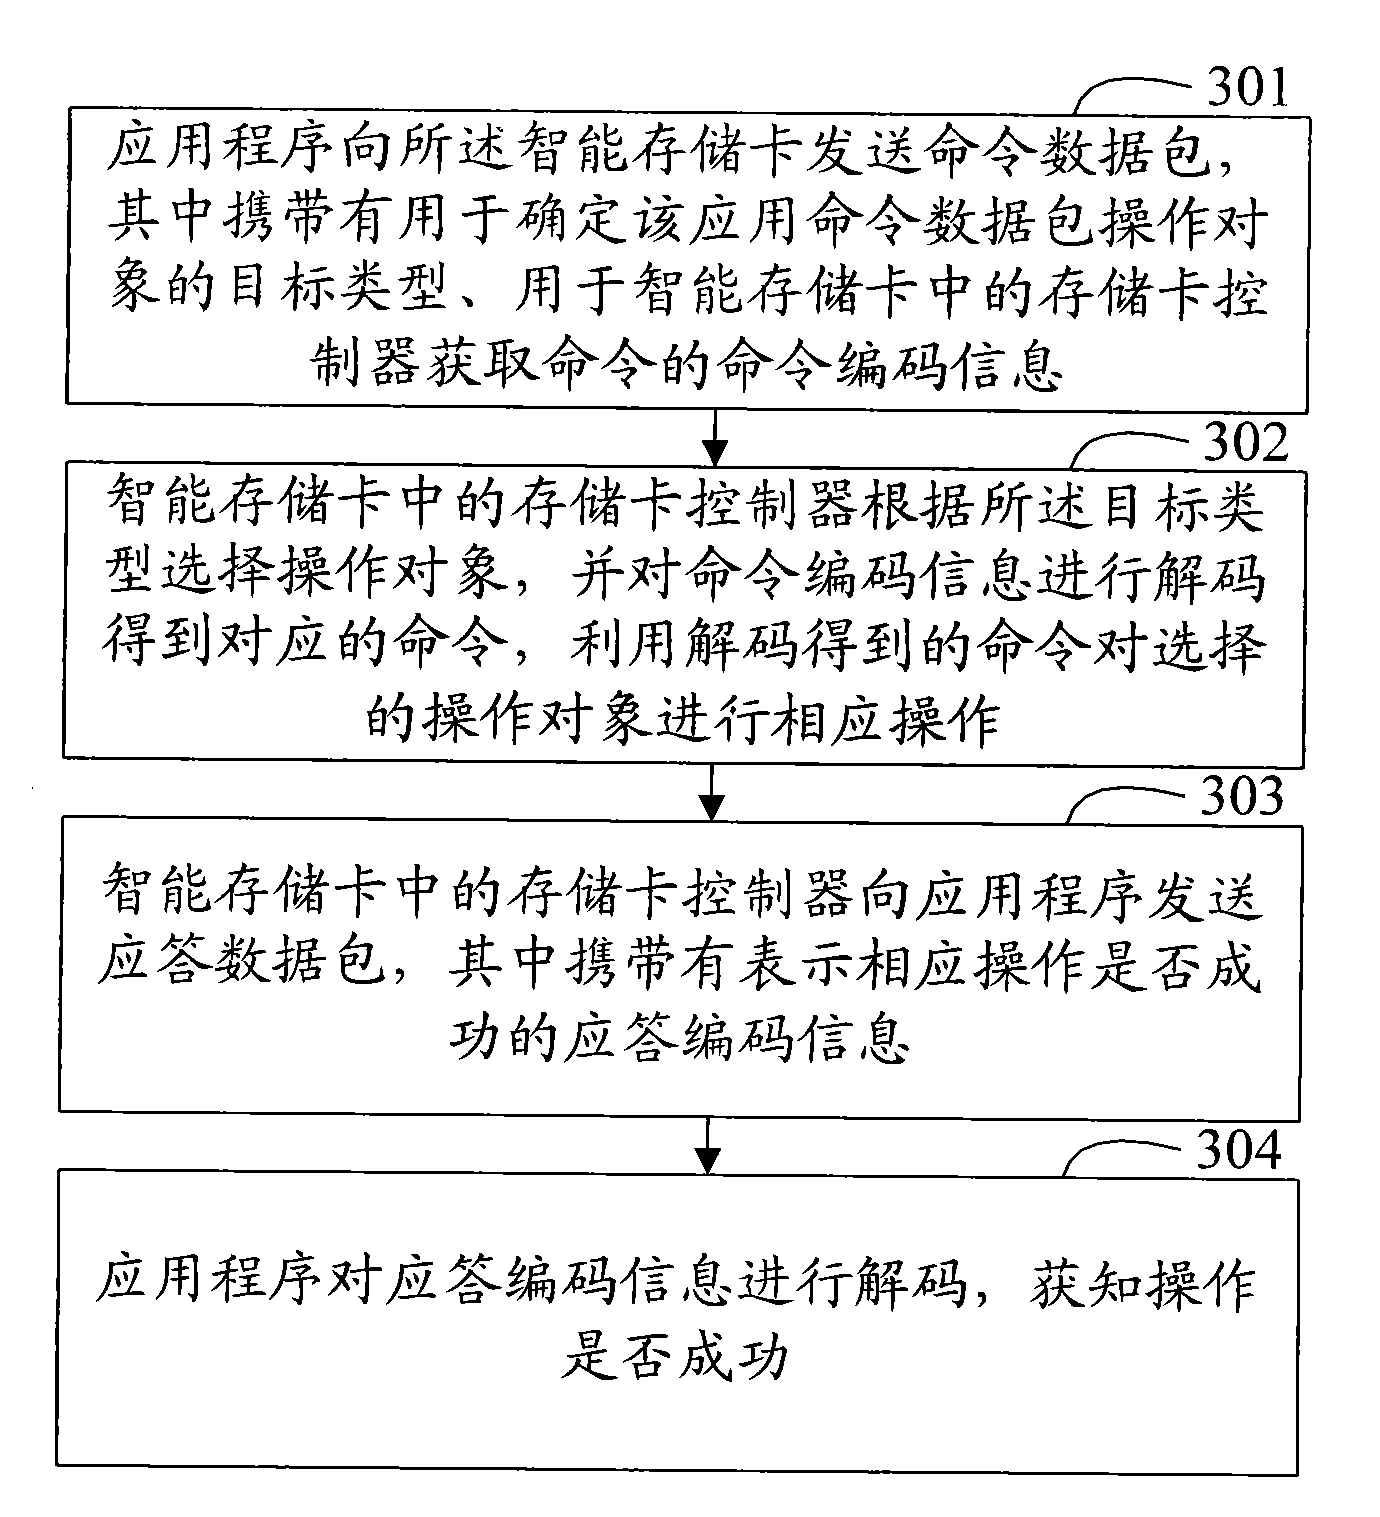 301
应用程序向所述智能存储卡发送命令数据包，
其中携带有用于确定该应用命令数据包操作对
象的目标类型、用于智能存储卡中的存储卡控
制器获取命令的命令编码信息
302
智能存储卡中的存储卡控制器根据所述目标类
型选择操作对象，并对命令编码信息进行解码
得到对应的命令，利用解码得到的命令对选择
的操作对象进行相应操作
303
智能存储卡中的存储卡控制器向应用程序发送
应答数据包，其中携带有表示相应操作是否成
功的应答编码信息
304
应用程序对应答编码信息进行解码，获知操作
是否成功